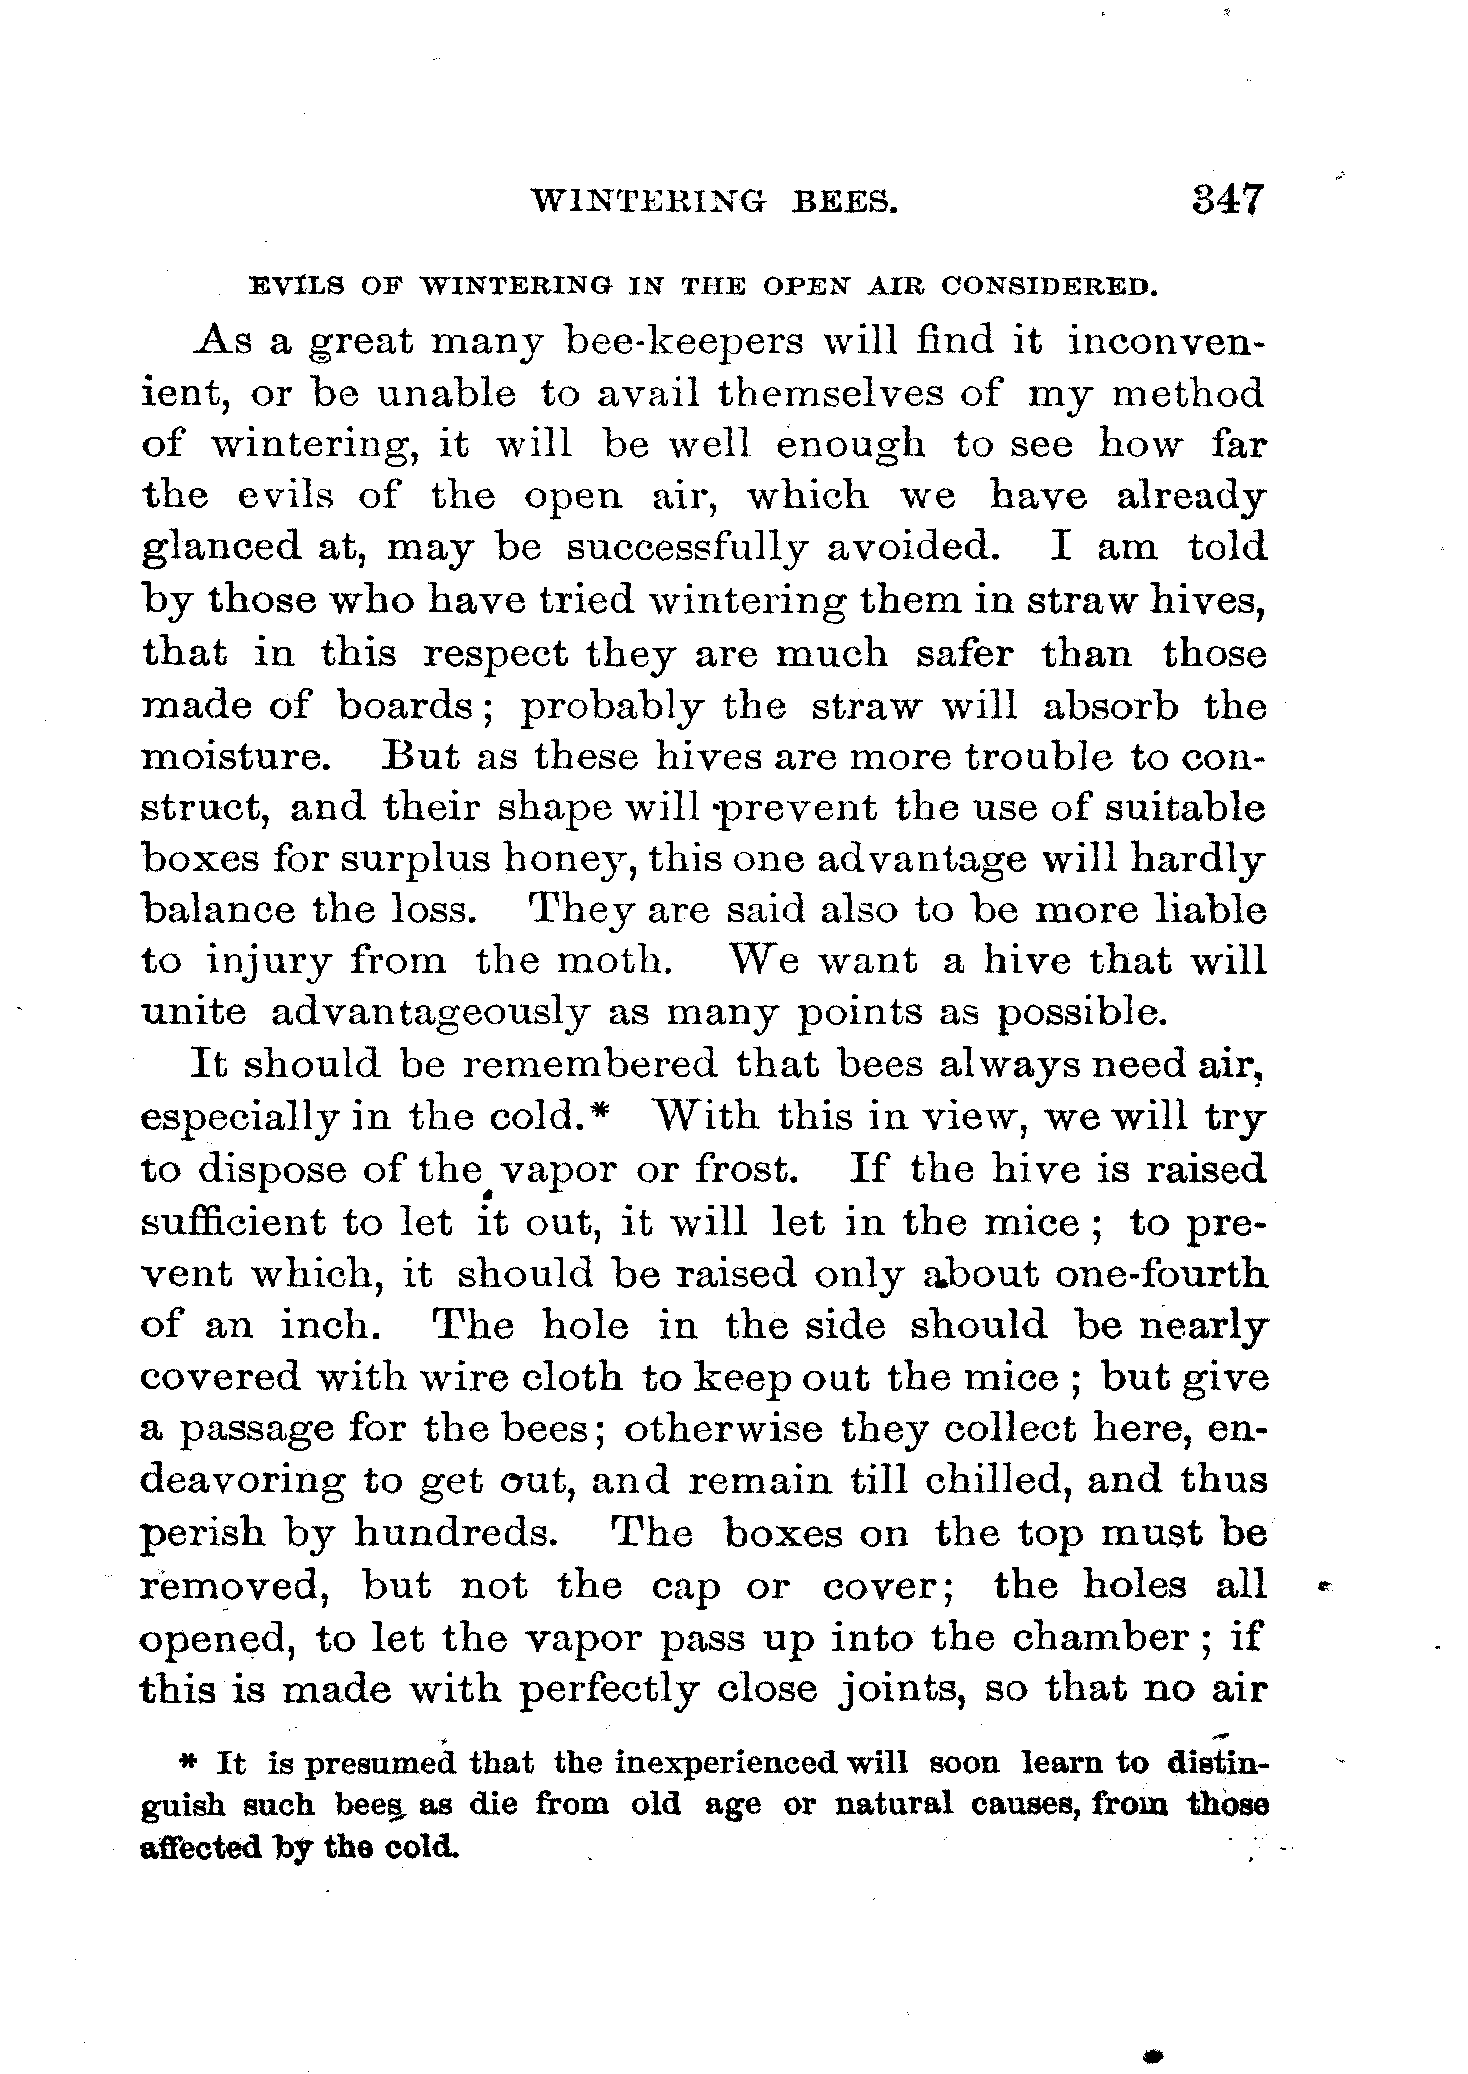 WINTERING BEES. 347
EVILS OF WINTERING IN THE OPEN AIR CONSIDERED.
As a great many bee-keepers will find it inconven-
ient, or be unable to avail themselves of my method
of wintering, it will be well enough to see how far
the evils of the open air, which we have already
glanced at, may be successfully avoided. I am told
by those who have tried wintering them in straw hives,
that in this respect they are much safer than those
made of boards; probably the straw will absorb the
moisture. But as these hives are more trouble to con-
struct, and their shape will prevent the use of suitable
boxes for surplus honey, this one advantage will hardly
balance the loss. They are said also to be more liable
to injury from the moth. We want a hive that will
unite advantageously as many points as possible.
It should be remembered that bees always need air,
especially in the cold.* With this in view, we will try
to dispose of the vapor or frost. If the hive is raised
sufficient to let it out, it will let in the mice; to pre-
vent which, it should be raised only about one-fourth
of an inch. The hole in the side should be nearly
covered with wire cloth to keep out the mice; but give
a passage for the bees; otherwise they collect here, en-
deavoring to get out, and remain till chilled, and thus
perish by hundreds. The boxes on the top must be
removed, but not the cap or cover; the holes all
opened, to let the vapor pass up into the chamber; if
this is made with perfectly close joints, so that no air
* It is presumed that the inexperienced will soon learn to distin-
guish such bees as die from old age or natural causes, from those
affected by the cold.